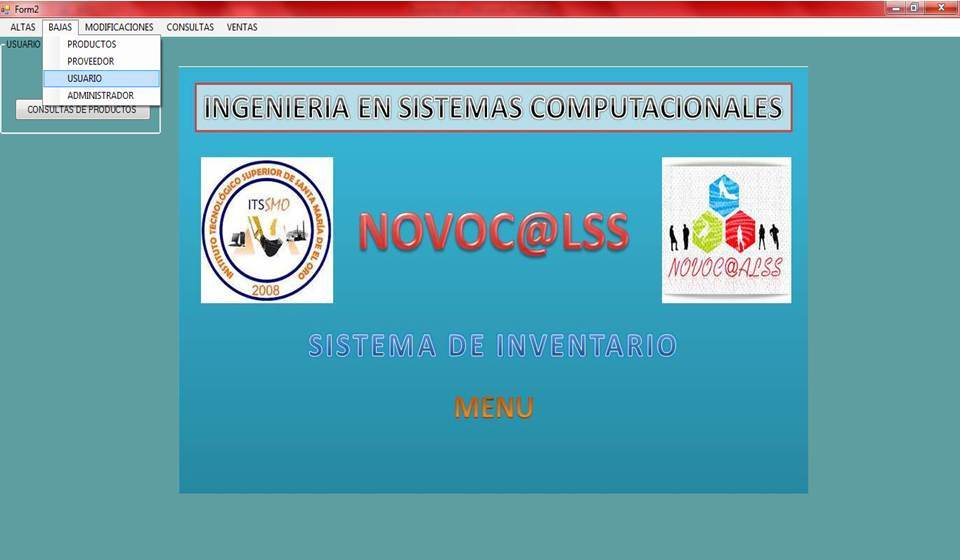 Form2
ALTAS BAJAS MODIFICACIONES CONSULTAS VENTAS
USUARIO
PRODUCTOS
PROVEEDOR
USUARIO
ADMINISTRADOR
CONSULTAS DE PRODUCTOS
INGENIERIA EN SISTEMAS COMPUTACIONALES
INSTITUTO TECNOLÓGICO SUPERIOR DE SANTA MARÍA DE EL ORO
ITSSMO
2008
NOVOC@LSS
NOVOC@ALSS
SISTEMA DE INVENTARIO
MENU